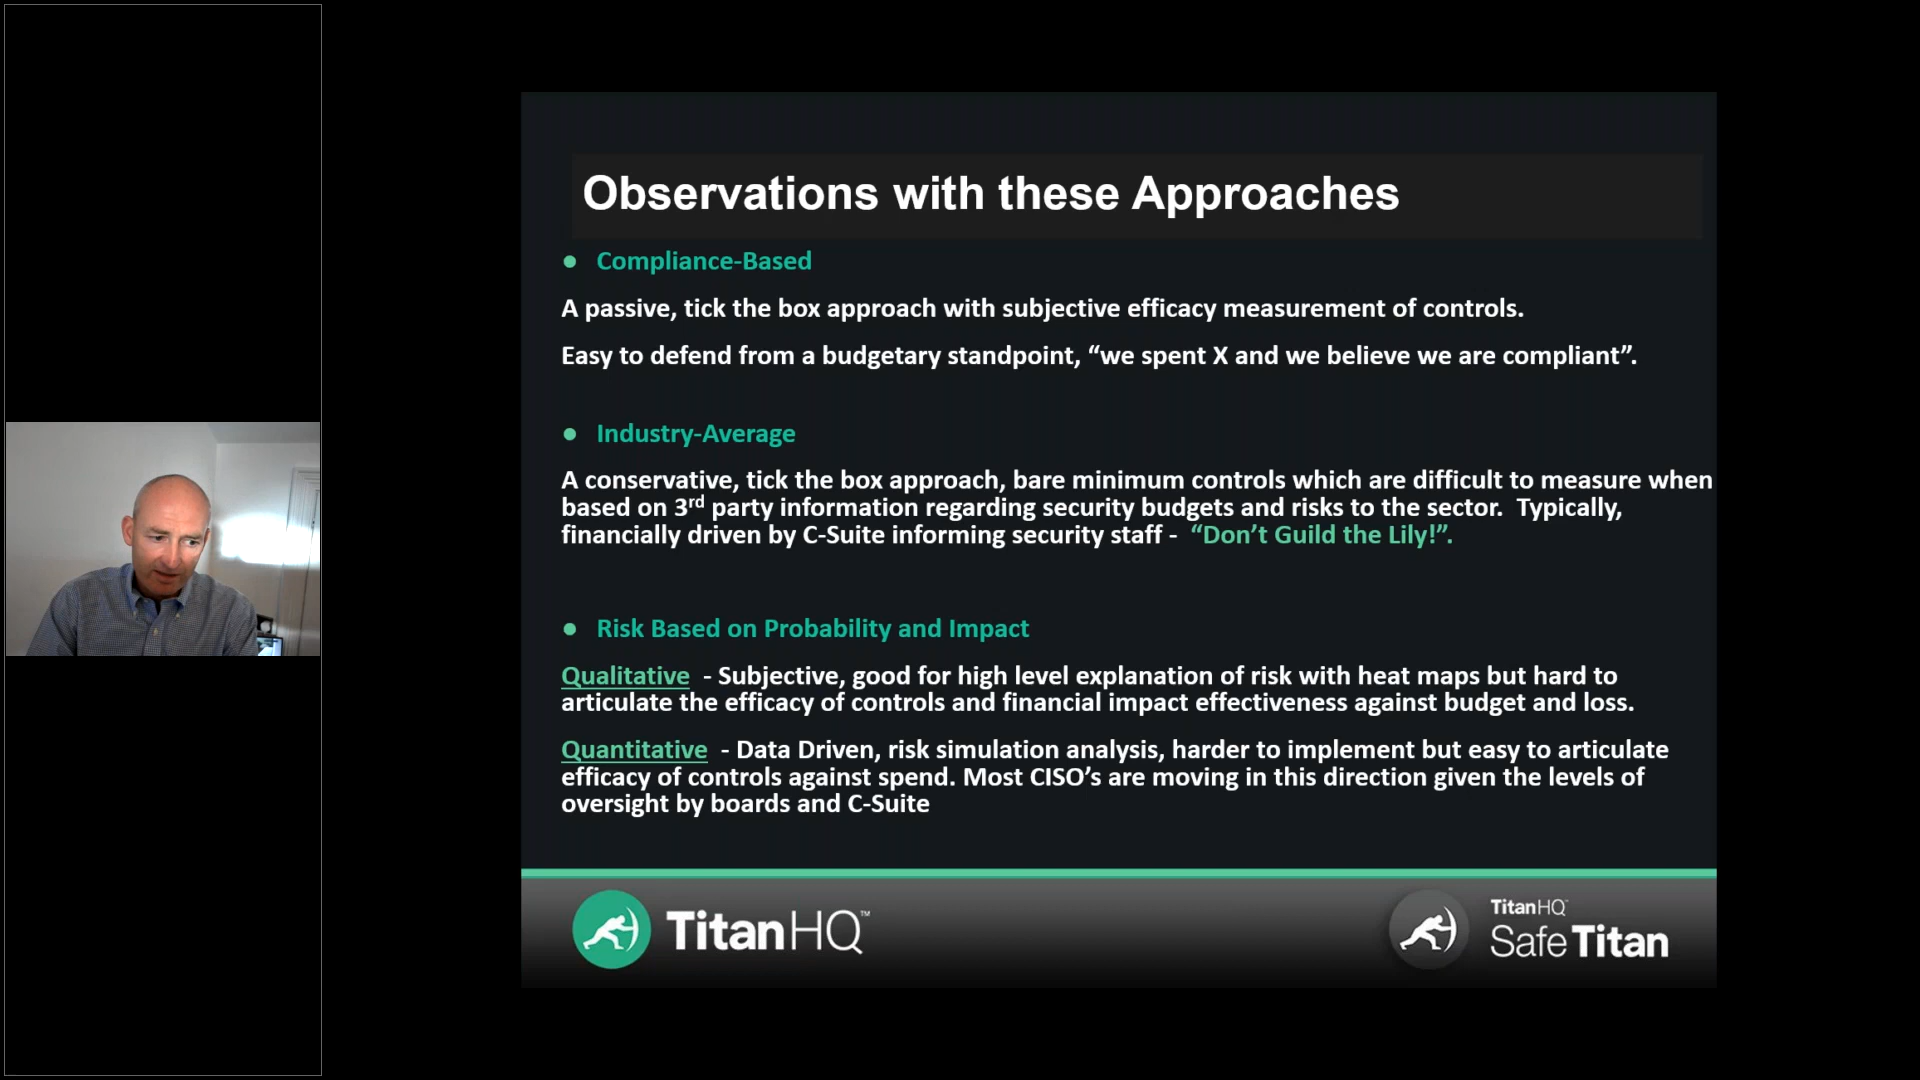 Observations with these Approaches
● Compliance-Based
A passive, tick the box approach with subjective efficacy measurement of controls.
Easy to defend from a budgetary standpoint, “we spent X and we believe we are compliant”.
● Industry-Average
A conservative, tick the box approach, bare minimum controls which are difficult to measure when
based on 3rd party information regarding security budgets and risks to the sector.  Typically,
financially driven by C-Suite informing security staff -  “Don’t Guild the Lily!”.
● Risk Based on Probability and Impact
Qualitative  - Subjective, good for high level explanation of risk with heat maps but hard to
articulate the efficacy of controls and financial impact effectiveness against budget and loss.
Quantitative  - Data Driven, risk simulation analysis, harder to implement but easy to articulate
efficacy of controls against spend. Most CISO’s are moving in this direction given the levels of
oversight by boards and C-Suite
TitanHQ™
TitanHQ™
SafeTitan